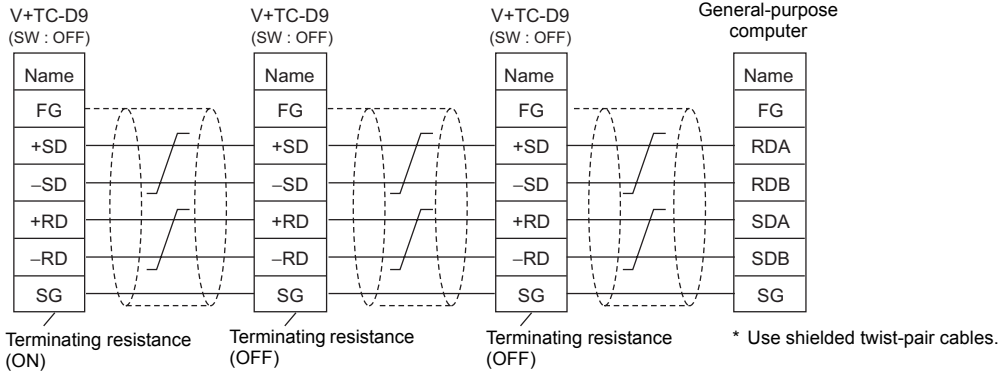 V+TC-D9
(SW : OFF)
Name
FG
+SD
–SD
+RD
–RD
SG
Terminating resistance
(ON)
V+TC-D9
(SW : OFF)
Name
FG
+SD
–SD
+RD
–RD
SG
Terminating resistance
(OFF)
V+TC-D9
(SW : OFF)
Name
FG
+SD
–SD
+RD
–RD
SG
Terminating resistance
(OFF)
General-purpose
computer
Name
FG
RDA
RDB
SDA
SDB
SG
* Use shielded twist-pair cables.